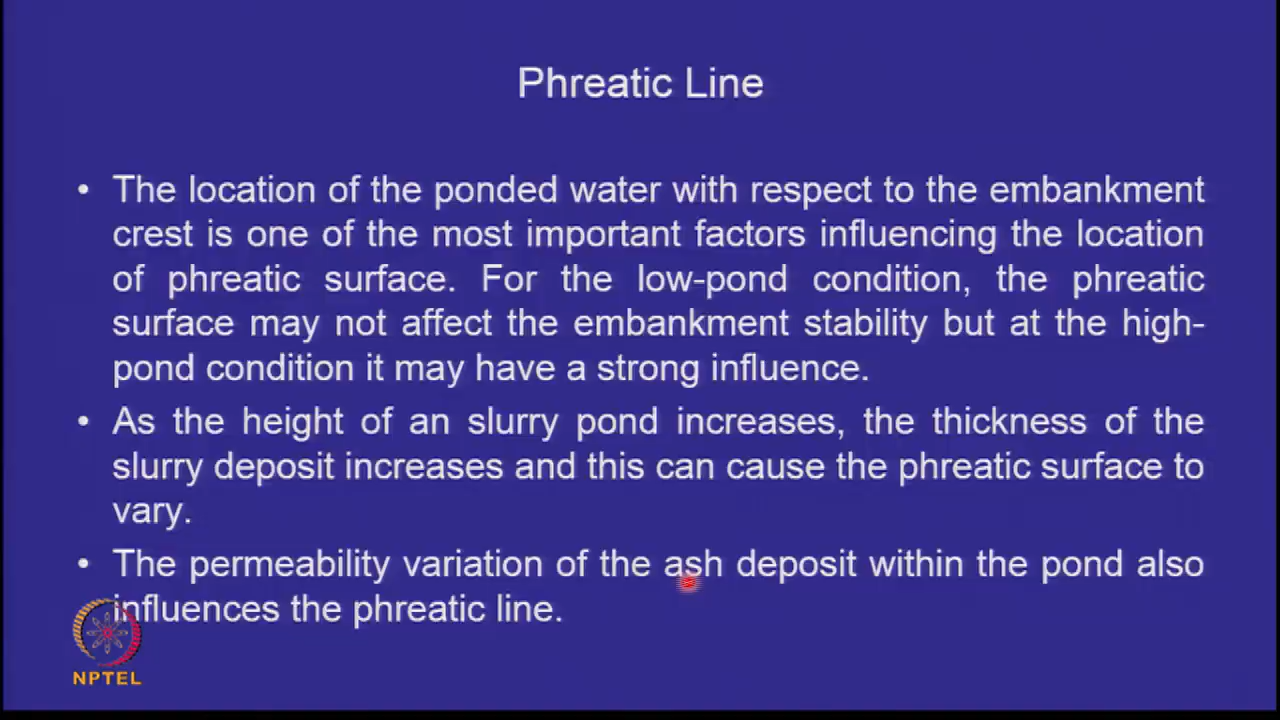 Phreatic Line
• The location of the ponded water with respect to the embankment
crest is one of the most important factors influencing the location
of phreatic surface. For the low-pond condition, the phreatic
surface may not affect the embankment stability but at the high-
pond condition it may have a strong influence.
• As the height of an slurry pond increases, the thickness of the
slurry deposit increases and this can cause the phreatic surface to
vary.
• The permeability variation of the ash deposit within the pond also
influences the phreatic line.
NPTEL